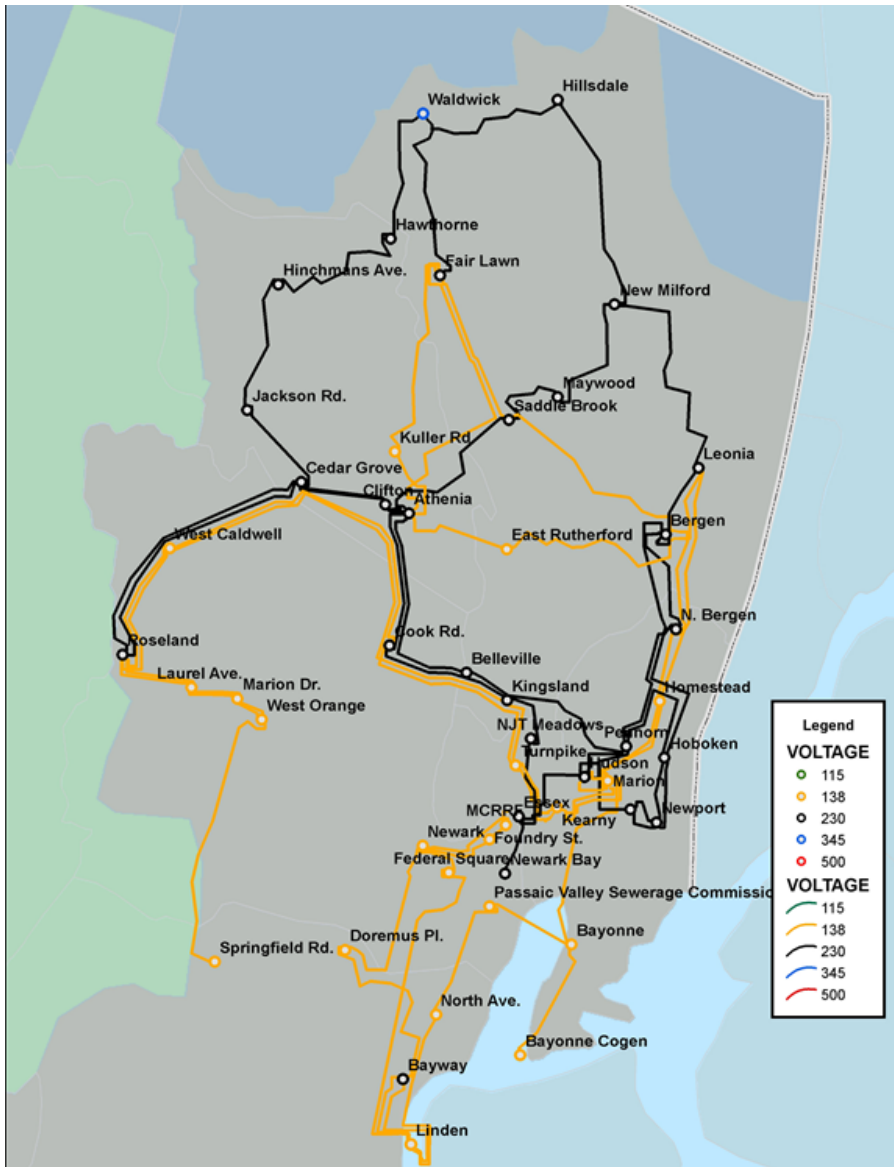 Hillsdale
Waldwick
Hawthorne
Fair Lawn
Hinchmans Ave.
New Milford
Jackson Rd.
Maywood
Saddle Brook
Kuller Rd
Leonia
Cedar Grove
Clifton
Athenia
West Caldwell
East Rutherford
Bergen
N. Bergen
Roseland
Cook Rd.
Belleville
Laurel Ave.
Marion Dr.
West Orange
Kingsland
Homestead
NJT Meadows
Penhorn
Hoboken
Turnpike
Hudson
Marion
MCRRF
Essex
Kearny
Newport
Newark
Foundry St.
Federal Square
Newark Bay
Passaic Valley Sewerage Commissio
Springfield Rd.
Doremus Pl.
Bayonne
North Ave.
Bayonne Cogen
Bayway
Linden
Legend
VOLTAGE
115
138
230
345
500
VOLTAGE
115
138
230
345
500